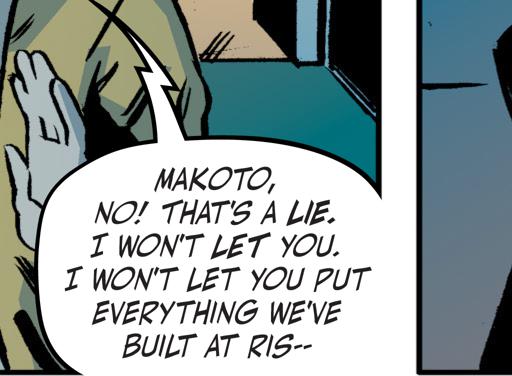 MAKOTO,
NO! THAT'S A LIE.
I WON'T LET YOU.
I WON'T LET YOU PUT
EVERYTHING WE'VE
BUILT AT RIS--